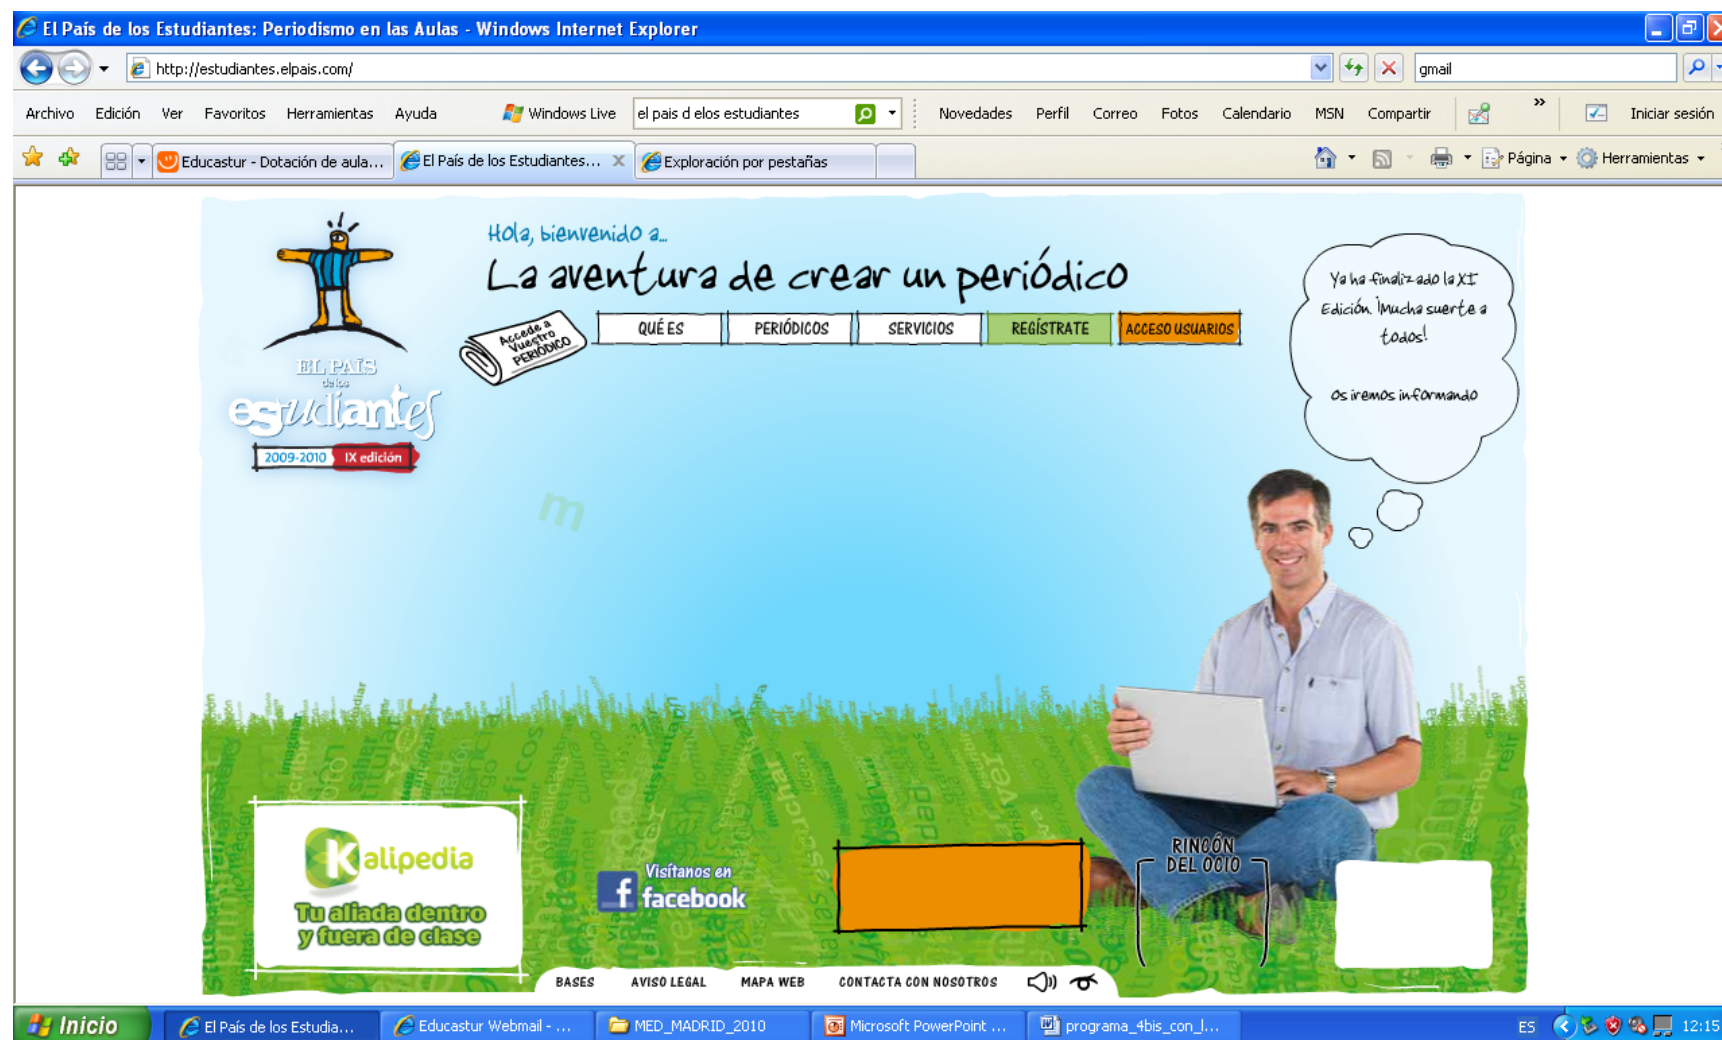 El País de los Estudiantes: Periodismo en las Aulas - Windows Internet Explorer
http://estudiantes.elpais.com/
gmail
Archivo Edición Ver Favoritos Herramientas Ayuda Windows Live el pais d elos estudiantes Novedades Perfil Correo Fotos Calendario MSN Compartir » Iniciar sesión
Educastur - Dotación de aula... El País de los Estudiantes... X Exploración por pestañas Página Herramientas
Hola, bienvenido a...
La aventura de crear un periódico
Accede a
vuestro
PERIÓDICO
QUÉ ES PERIÓDICOS SERVICIOS REGÍSTRATE ACCESO USUARIOS
Ya ha finalizado la XI
Edición. ¡Mucha suerte a
todos!
Os iremos informando
EL PAÍS
de los
estudiantes
2009-2010 IX edición
m
Kalipedia
Tu aliada dentro
y fuera de clase
Visítanos en
f facebook
RINCÓN
DEL OCIO
BASES AVISO LEGAL MAPA WEB CONTACTA CON NOSOTROS
Inicio El País de los Estudia... Educastur Webmail - ... MED_MADRID_2010 Microsoft PowerPoint ... programa_4bis_con_l... ES 12:15